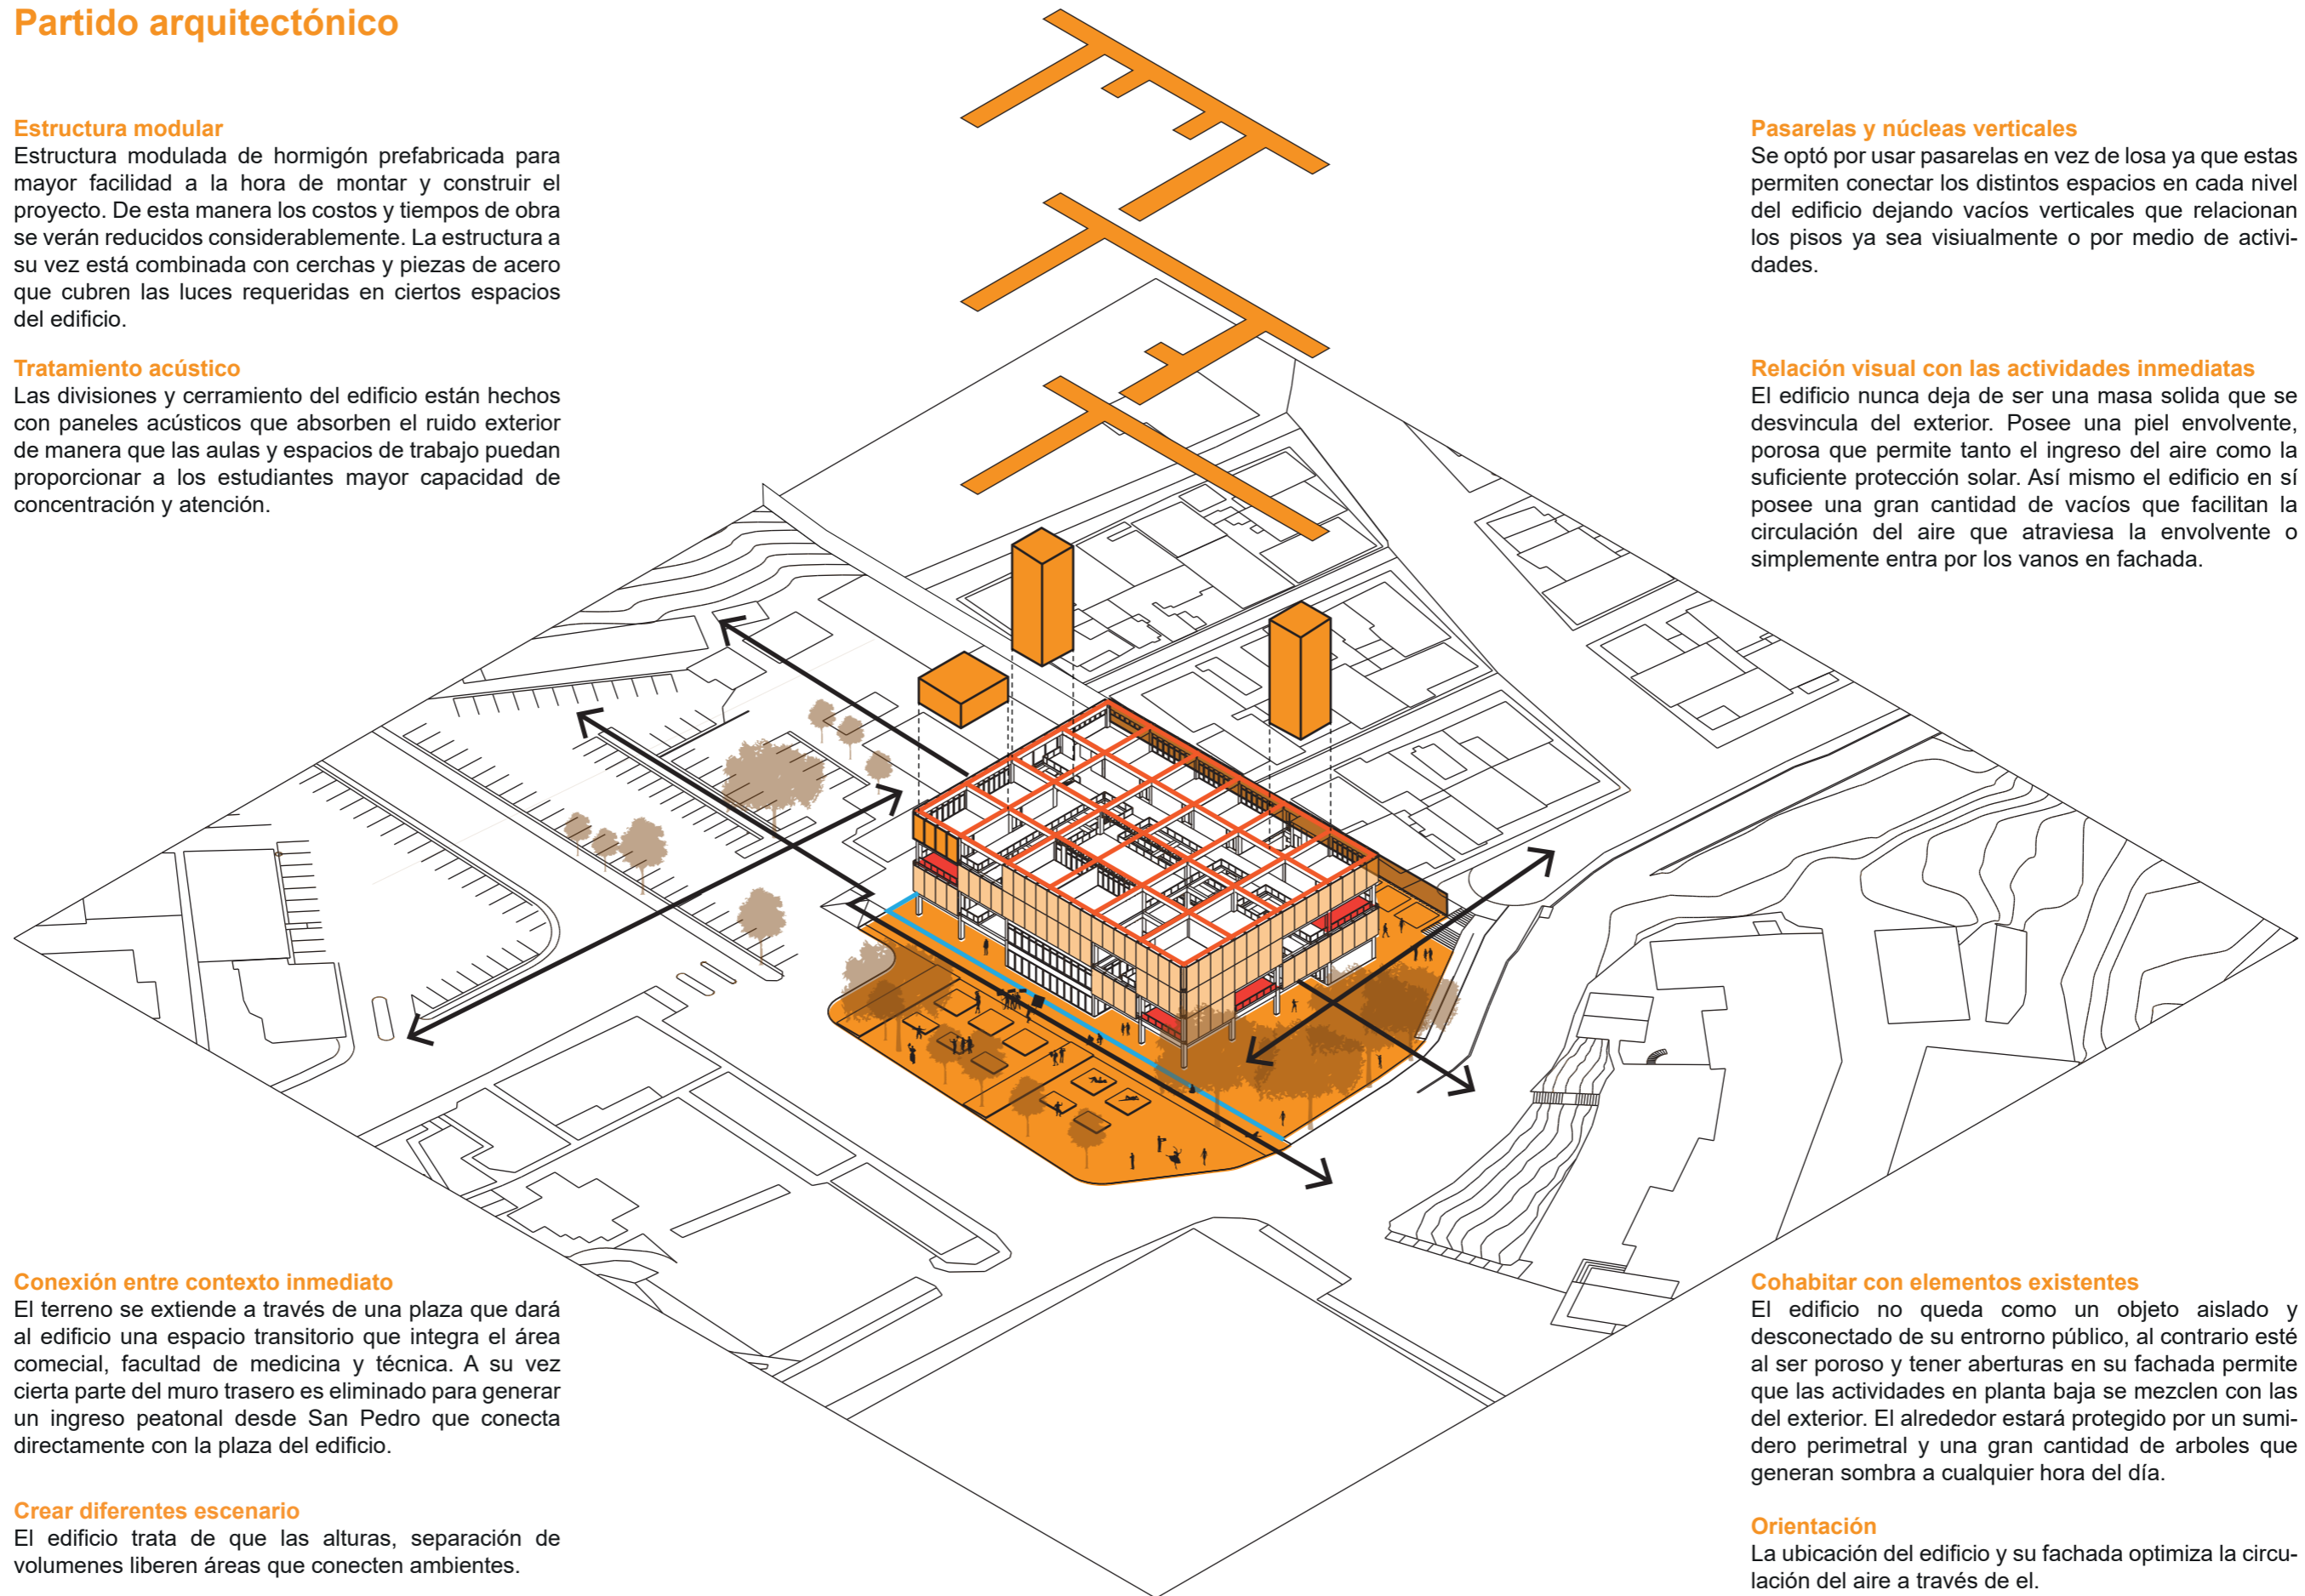 Partido arquitectónico
Estructura modular
Estructura modulada de hormigón prefabricada para
mayor facilidad a la hora de montar y construir el
proyecto. De esta manera los costos y tiempos de obra
se verán reducidos considerablemente. La estructura a
su vez está combinada con cerchas y piezas de acero
que cubren las luces requeridas en ciertos espacios
del edificio.
Tratamiento acústico
Las divisiones y cerramiento del edificio están hechos
con paneles acústicos que absorben el ruido exterior
de manera que las aulas y espacios de trabajo puedan
proporcionar a los estudiantes mayor capacidad de
concentración y atención.
Conexión entre contexto inmediato
El terreno se extiende a través de una plaza que dará
al edificio una espacio transitorio que integra el área
comecial, facultad de medicina y técnica. A su vez
cierta parte del muro trasero es eliminado para generar
un ingreso peatonal desde San Pedro que conecta
directamente con la plaza del edificio.
Crear diferentes escenario
El edificio trata de que las alturas, separación de
volumenes liberen áreas que conecten ambientes.
Pasarelas y núcleas verticales
Se optó por usar pasarelas en vez de losa ya que estas
permiten conectar los distintos espacios en cada nivel
del edificio dejando vacíos verticales que relacionan
los pisos ya sea visiualmente o por medio de activi-
dades.
Relación visual con las actividades inmediatas
El edificio nunca deja de ser una masa solida que se
desvincula del exterior. Posee una piel envolvente,
porosa que permite tanto el ingreso del aire como la
suficiente protección solar. Así mismo el edificio en sí
posee una gran cantidad de vacíos que facilitan la
circulación del aire que atraviesa la envolvente o
simplemente entra por los vanos en fachada.
Cohabitar con elementos existentes
El edificio no queda como un objeto aislado y
desconectado de su entrorno público, al contrario esté
al ser poroso y tener aberturas en su fachada permite
que las actividades en planta baja se mezclen con las
del exterior. El alrededor estará protegido por un sumi-
dero perimetral y una gran cantidad de arboles que
generan sombra a cualquier hora del día.
Orientación
La ubicación del edificio y su fachada optimiza la circu-
lación del aire a través de el.